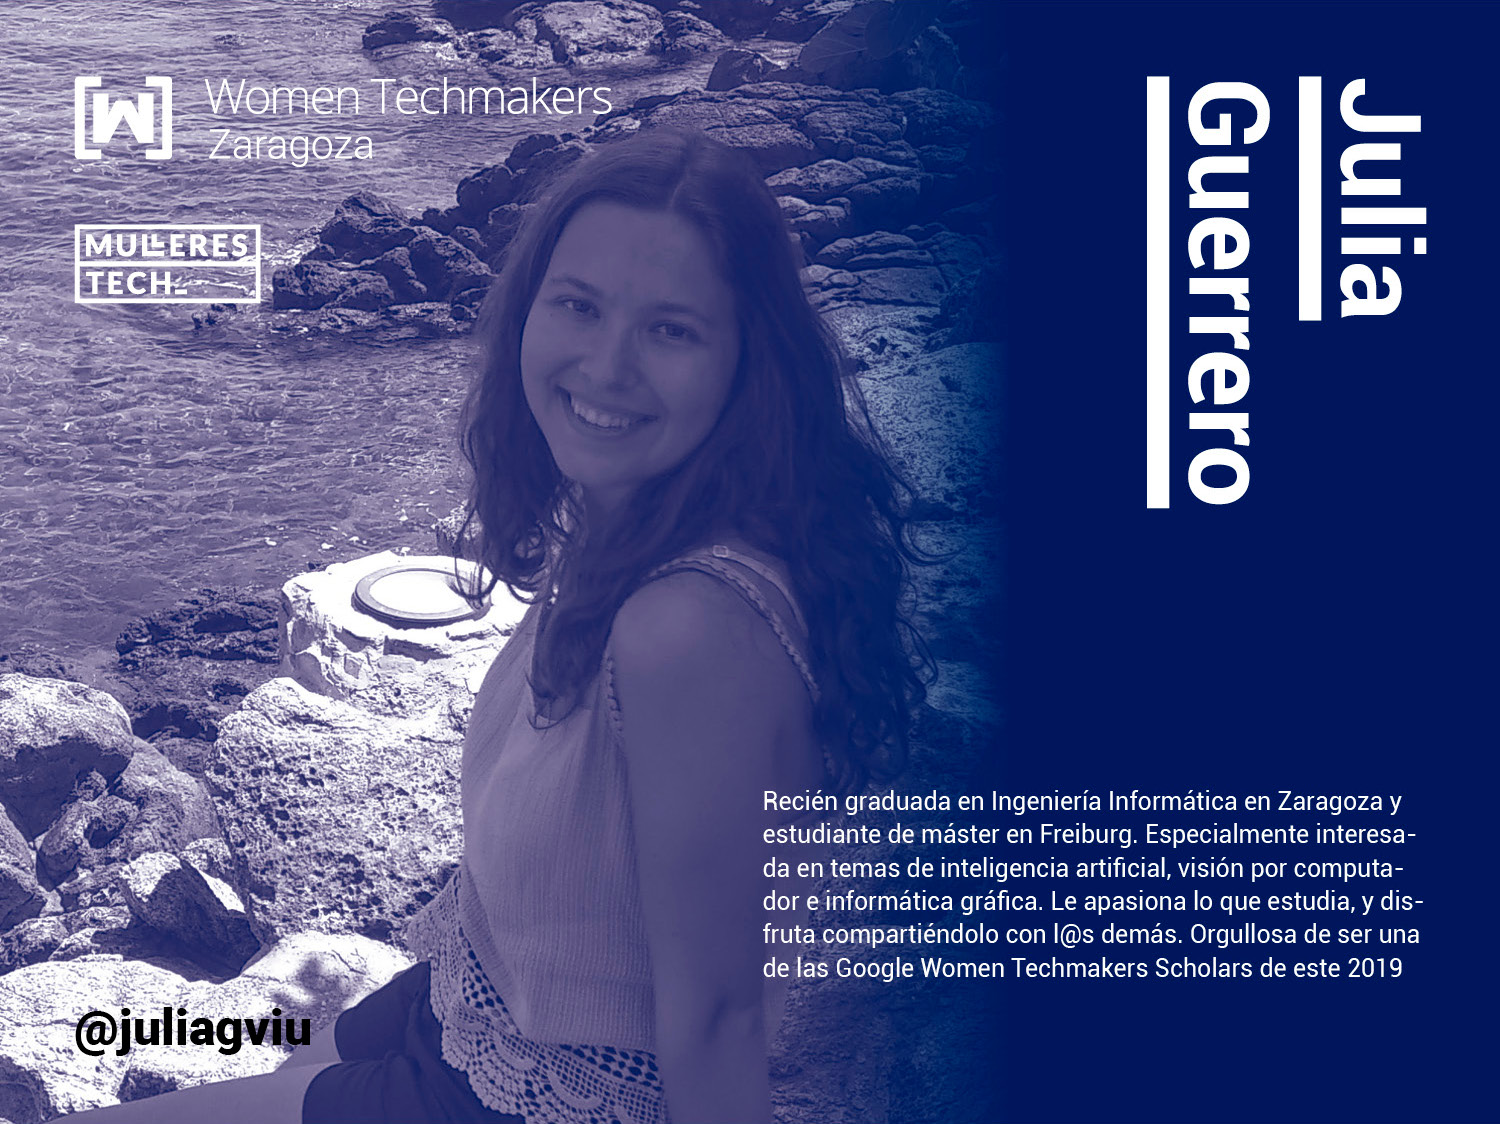 Women Techmakers
Zaragoza
MULLERES
TECH
Julia
Guerrero
Recién graduada en Ingeniería Informática en Zaragoza y
estudiante de máster en Freiburg. Especialmente interesa-
da en temas de inteligencia artificial, visión por computa-
dor e informática gráfica. Le apasiona lo que estudia, y dis-
fruta compartiéndolo con l@s demás. Orgullosa de ser una
de las Google Women Techmakers Scholars de este 2019
@juliagviu